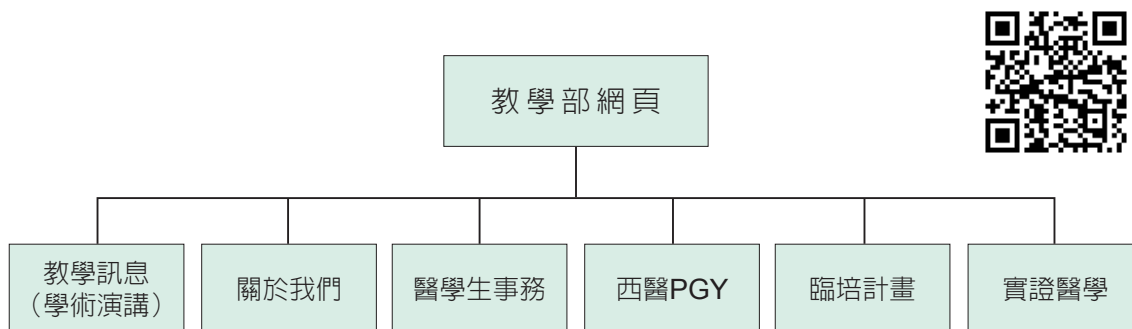 教學部網頁
教學訊息
（學術演講）
關於我們
醫學生事務
西醫PGY
臨培計畫
實證醫學